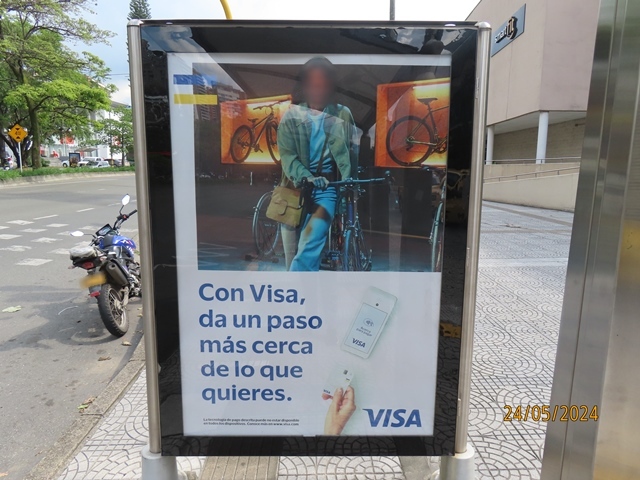 Con Visa,
da un paso
más cerca
de lo que
quieres.
VISA
VISA
24/05/2024